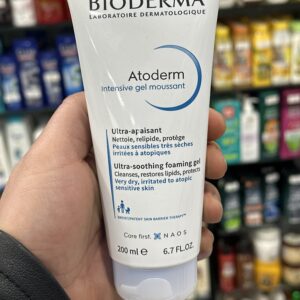 BIODERMA
LABORATOIRE DERMATOLOGIQUE
Atoderm
Intensive gel moussant
Ultra-apaisant
Nettoie, relipide, protège
Peaux sensibles très sèches
irritées à atopiques
Ultra-soothing foaming gel
Cleanses, restores lipids, protects
Very dry, irritated to atopic
sensitive skin
Care first. NAOS
200 ml e 6.7 FL.OZ.